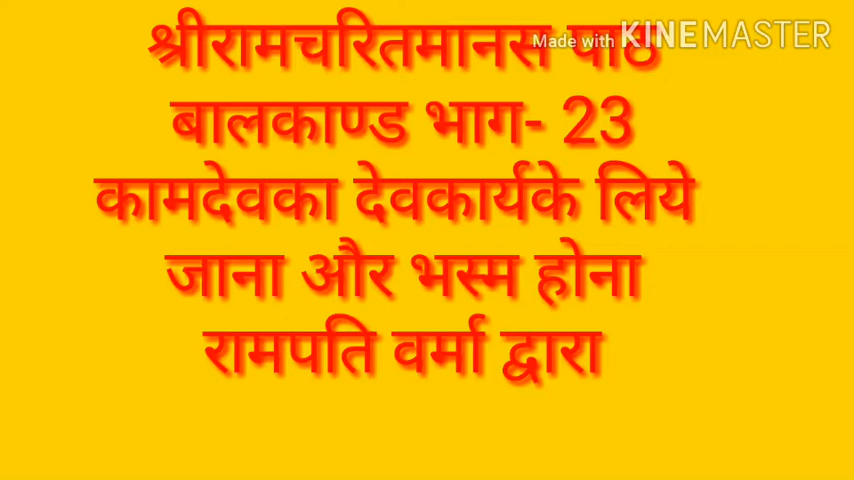 श्रीरामचरितमानस पाठ
Made with KINEMASTER
बालकाण्ड भाग- 23
कामदेवका देवकार्यके लिये
जाना और भस्म होना
रामपति वर्मा द्वारा